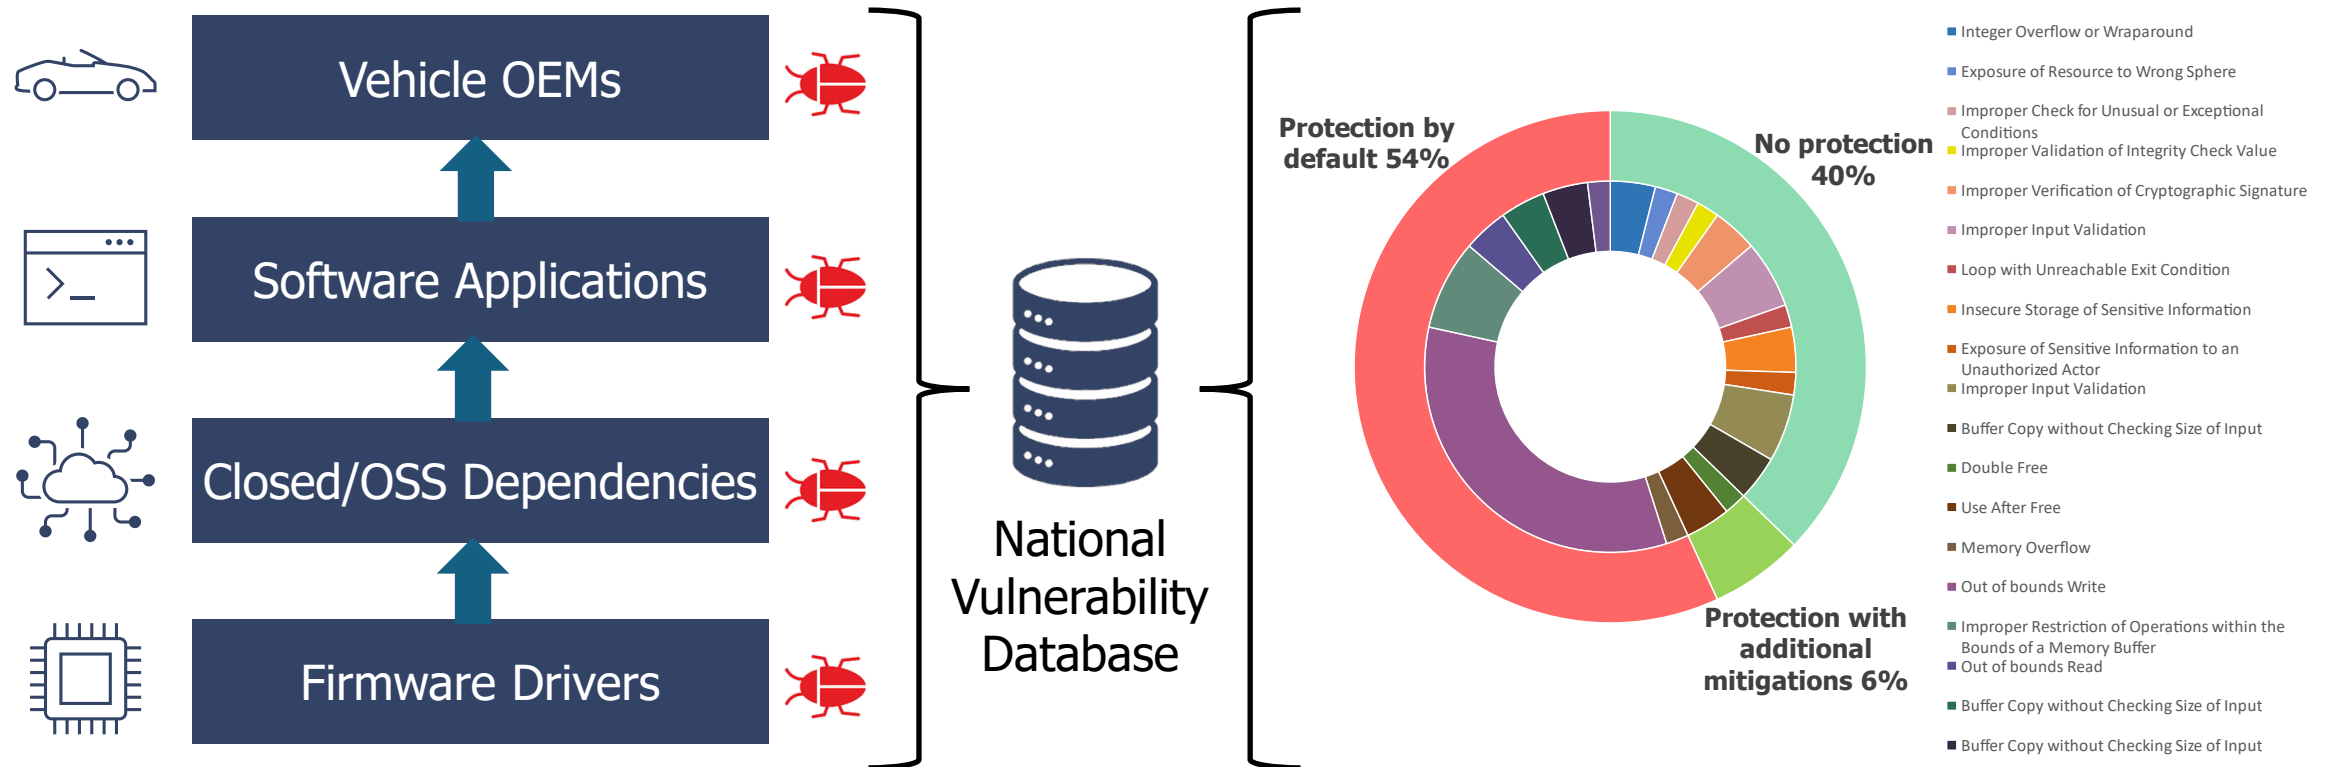 Vehicle OEMs
Software Applications
Closed/OSS Dependencies
Firmware Drivers
National
Vulnerability
Database
Protection by
default 54%
No protection
40%
Protection with
additional
mitigations 6%
Integer Overflow or Wraparound
Exposure of Resource to Wrong Sphere
Improper Check for Unusual or Exceptional
Conditions
Improper Validation of Integrity Check Value
Improper Verification of Cryptographic Signature
Improper Input Validation
Loop with Unreachable Exit Condition
Insecure Storage of Sensitive Information
Exposure of Sensitive Information to an
Unauthorized Actor
Improper Input Validation
Buffer Copy without Checking Size of Input
Double Free
Use After Free
Memory Overflow
Out of bounds Write
Improper Restriction of Operations within the
Bounds of a Memory Buffer
Out of bounds Read
Buffer Copy without Checking Size of Input
Buffer Copy without Checking Size of Input